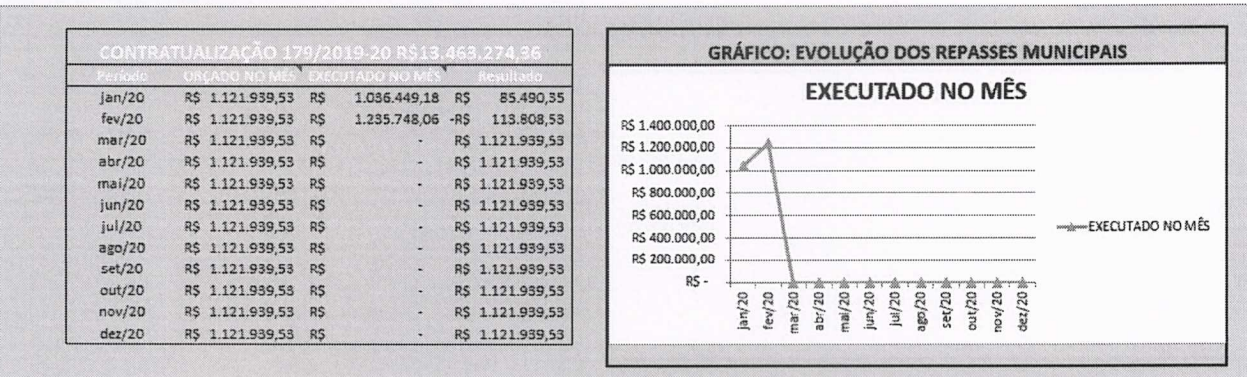 CONTRATUALIZAÇÃO 179/2019-20 R$13.463.274,36
Período ORÇADO NO MÊS EXECUTADO NO MÊS Resultado
jan/20 R$ 1.121.939,53 R$ 1.036.449,18 R$ 85.490,35
fev/20 R$ 1.121.939,53 R$ 1.235.748,06 -R$ 113.808,53
mar/20 R$ 1.121.939,53 R$ - R$ 1.121.939,53
abr/20 R$ 1.121.939,53 R$ - R$ 1.121.939,53
mai/20 R$ 1.121.939,53 R$ - R$ 1.121.939,53
jun/20 R$ 1.121.939,53 R$ - R$ 1.121.939,53
jul/20 R$ 1.121.939,53 R$ - R$ 1.121.939,53
ago/20 R$ 1.121.939,53 R$ - R$ 1.121.939,53
set/20 R$ 1.121.939,53 R$ - R$ 1.121.939,53
out/20 R$ 1.121.939,53 R$ - R$ 1.121.939,53
nov/20 R$ 1.121.939,53 R$ - R$ 1.121.939,53
dez/20 R$ 1.121.939,53 R$ - R$ 1.121.939,53
GRÁFICO: EVOLUÇÃO DOS REPASSES MUNICIPAIS
EXECUTADO NO MÊS
R$ 1.400.000,00
R$ 1.200.000,00
R$ 1.000.000,00
R$ 800.000,00
R$ 600.000,00
R$ 400.000,00
R$ 200.000,00
R$ -
jan/20 fev/20 mar/20 abr/20 mai/20 jun/20 jul/20 ago/20 set/20 out/20 nov/20 dez/20
EXECUTADO NO MÊS